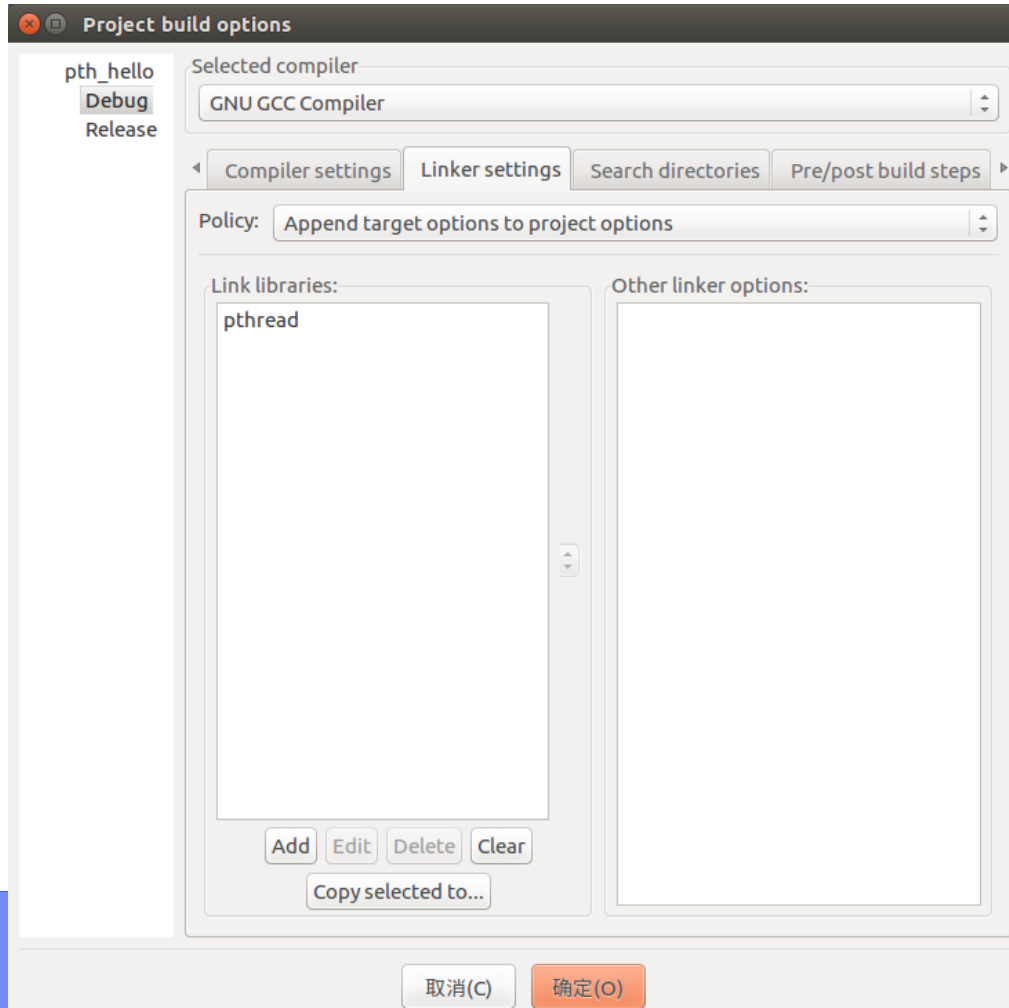 Project build options
pth_hello
Debug
Release
Selected compiler
GNU GCC Compiler
Compiler settings
Linker settings
Search directories
Pre/post build steps
Policy:
Append target options to project options
Link libraries:
pthread
Other linker options:
Add
Edit
Delete
Clear
Copy selected to...
取消(C)
确定(O)